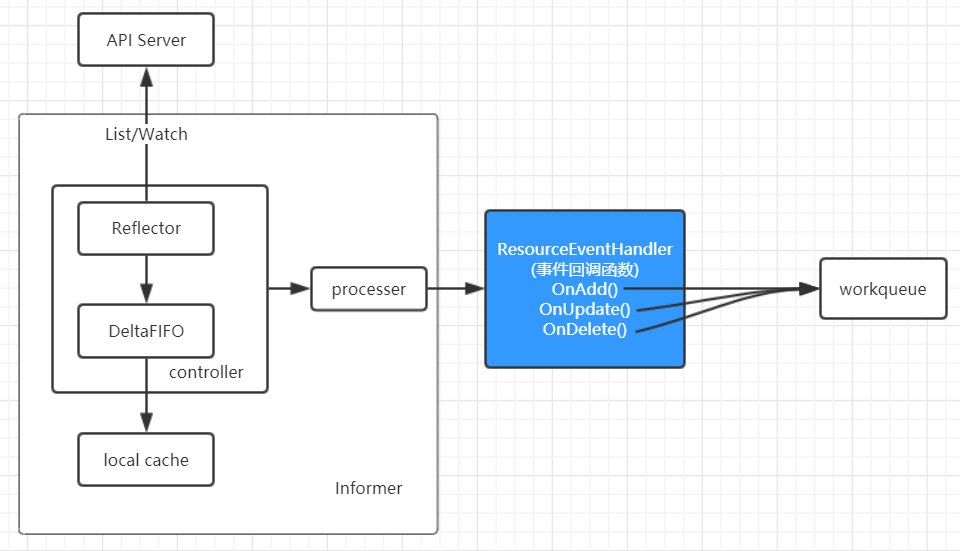 API Server
List/Watch
Reflector
DeltaFIFO
controller
local cache
Informer
processer
ResourceEventHandler
(事件回调函数)
OnAdd()
OnUpdate()
OnDelete()
workqueue